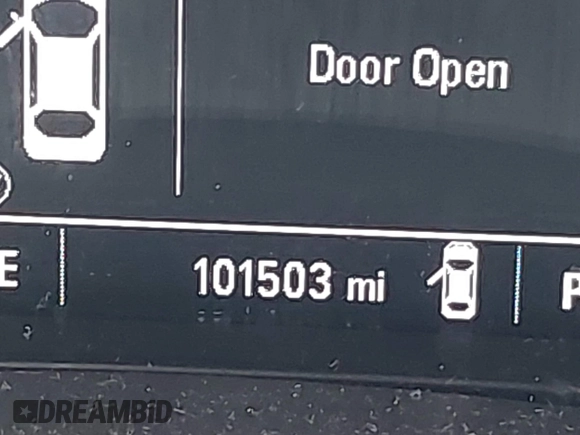 Door Open
E
101503 mi
P
DREAMBiD